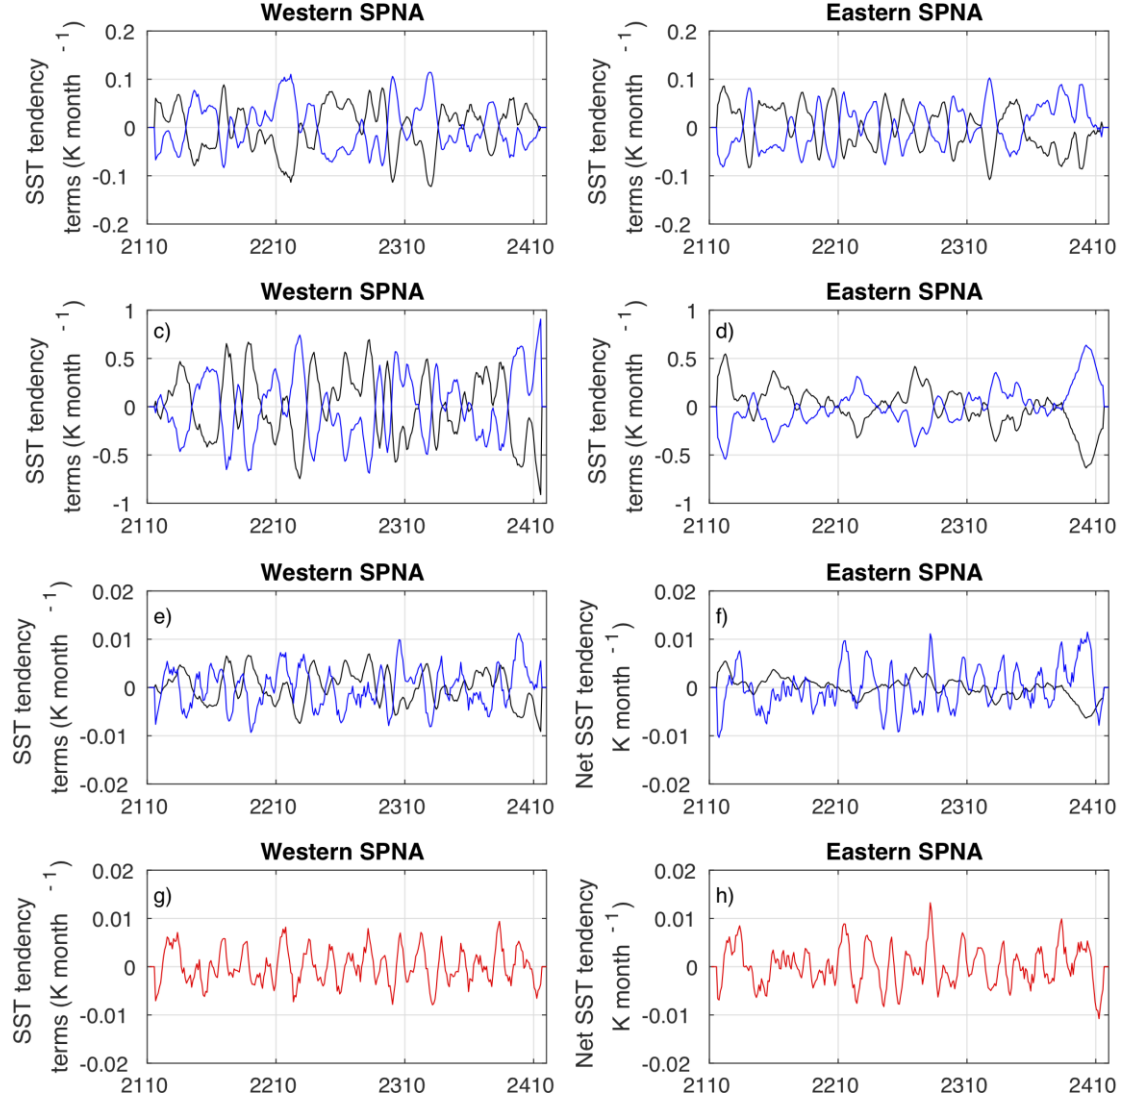 Western SPNA
Eastern SPNA
SST tendency
terms (K month -1)
0.2
0.1
0
-0.1
-0.2
2110
2210
2310
2410
SST tendency
terms (K month -1)
0.2
0.1
0
-0.1
-0.2
2110
2210
2310
2410
Western SPNA
Eastern SPNA
SST tendency
terms (K month -1)
1
0.5
0
-0.5
-1
c)
2110
2210
2310
2410
SST tendency
terms (K month -1)
1
0.5
0
-0.5
-1
d)
2110
2210
2310
2410
Western SPNA
Eastern SPNA
SST tendency
terms (K month -1)
0.02
0.01
0
-0.01
-0.02
e)
2110
2210
2310
2410
Net SST tendency
K month -1)
0.02
0.01
0
-0.01
-0.02
f)
2110
2210
2310
2410
Western SPNA
Eastern SPNA
SST tendency
terms (K month -1)
0.02
0.01
0
-0.01
-0.02
g)
2110
2210
2310
2410
Net SST tendency
K month -1)
0.02
0.01
0
-0.01
-0.02
h)
2110
2210
2310
2410